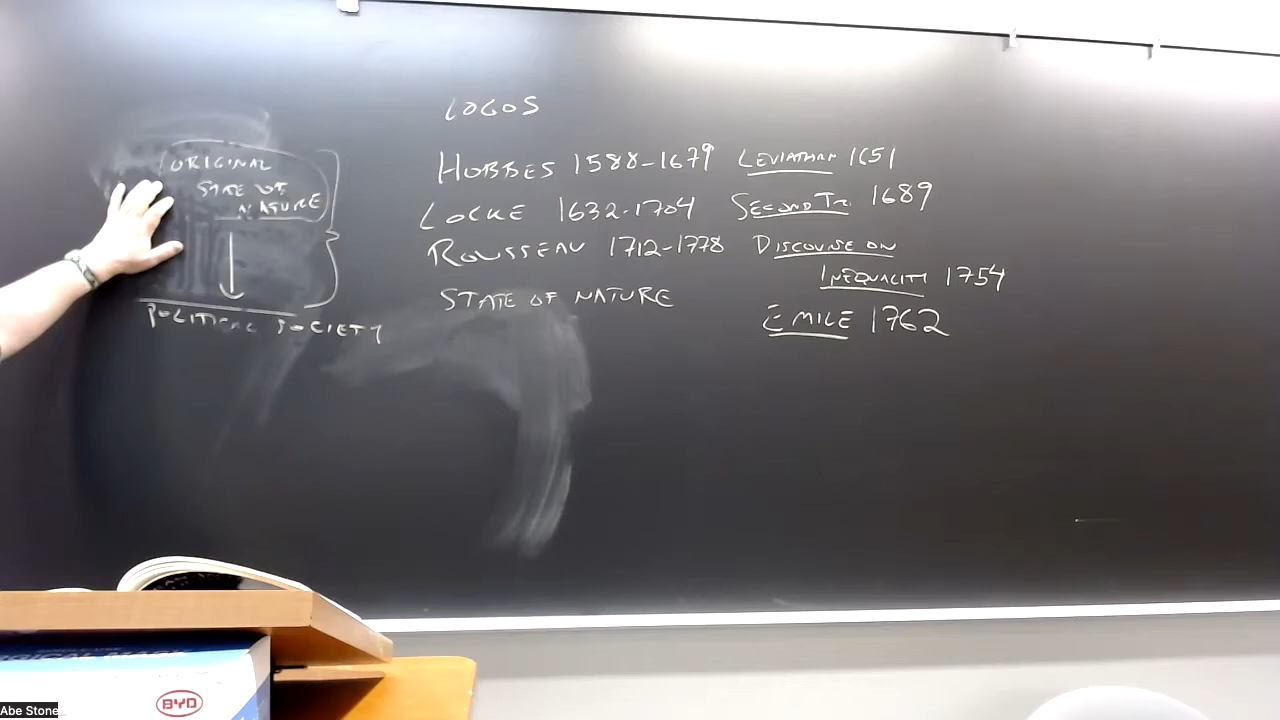 LOGOS
ORIGINAL
STATE OF
NATURE
POLITICAL SOCIETY
HOBBES 1588-1679 LEVIATHAN 1651
LOCKE 1632-1704 SECOND TR. 1689
ROUSSEAU 1712-1778 DISCOURSE ON
INEQUALITY 1754
STATE OF NATURE
EMILE 1762
BYD
Abe Stone